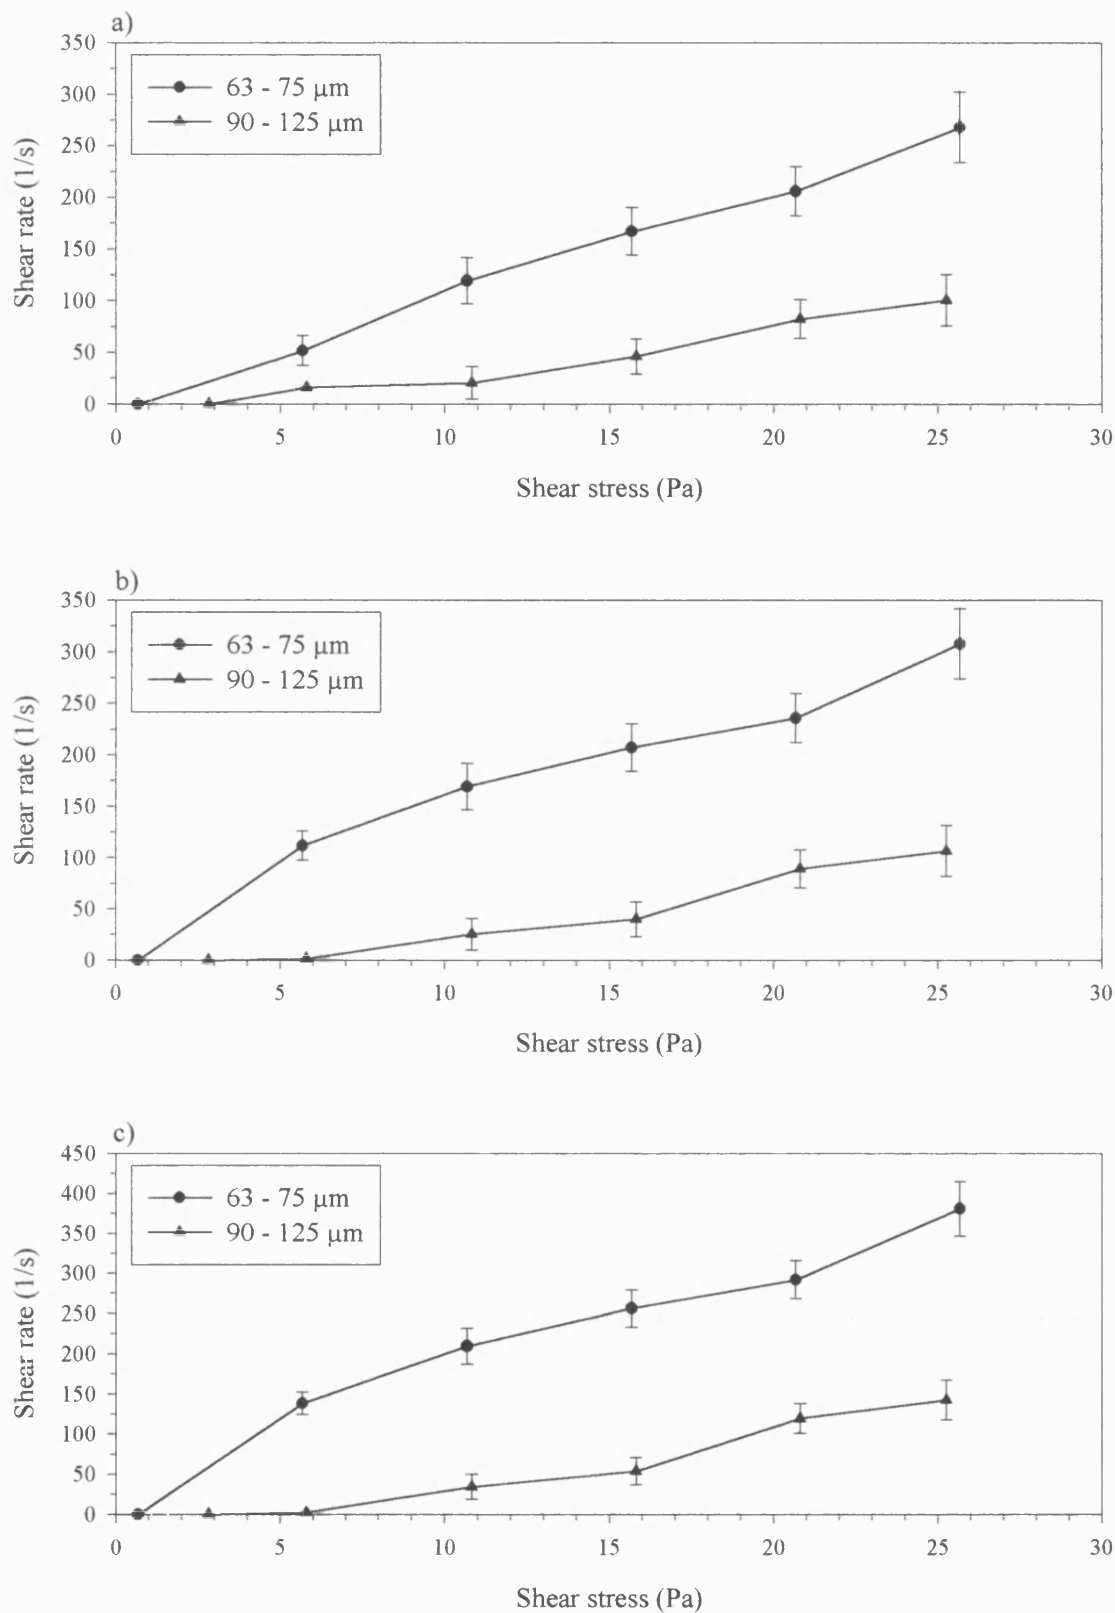 a)
350
300
250
200
150
100
50
0
Shear rate (1/s)
63 - 75 μm
90 - 125 μm
0 5 10 15 20 25 30
Shear stress (Pa)
b)
350
300
250
200
150
100
50
0
Shear rate (1/s)
63 - 75 μm
90 - 125 μm
0 5 10 15 20 25 30
Shear stress (Pa)
c)
450
400
350
300
250
200
150
100
50
0
Shear rate (1/s)
63 - 75 μm
90 - 125 μm
0 5 10 15 20 25 30
Shear stress (Pa)